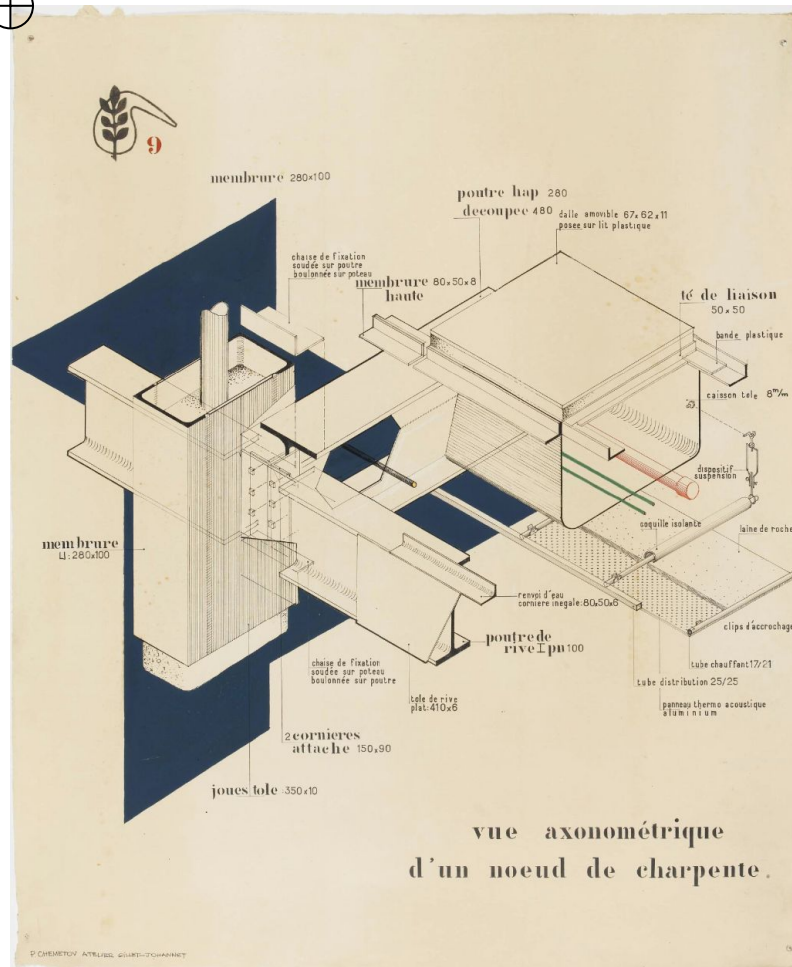 9
membrure 280x100
poutre hap 280
decoupee 480
dalle amovible 67x62x11
posée sur lit plastique
chaise de fixation
soudée sur poutre
boulonnée sur poteau
membrure 80x50x8
haute
té de liaison
50x50
bande plastique
caisson tole 8m/m
dispositif
suspension
coquille isolante
laine de roche
membrure
⊔:280x100
renvoi d'eau
corniere inegale:80x50x6
clips d'accrochage
poutre de
rive I pn 100
chaise de fixation
soudée sur poteau
boulonnée sur poutre
tube chauffant 17/21
tube distribution 25/25
tole de rive
plat:410x6
panneau thermo acoustique
aluminium
2 cornieres
attache 150x90
joues tole :350x10
vue axonométrique
d'un noeud de charpente.
P. CHEMETOV ATELIER